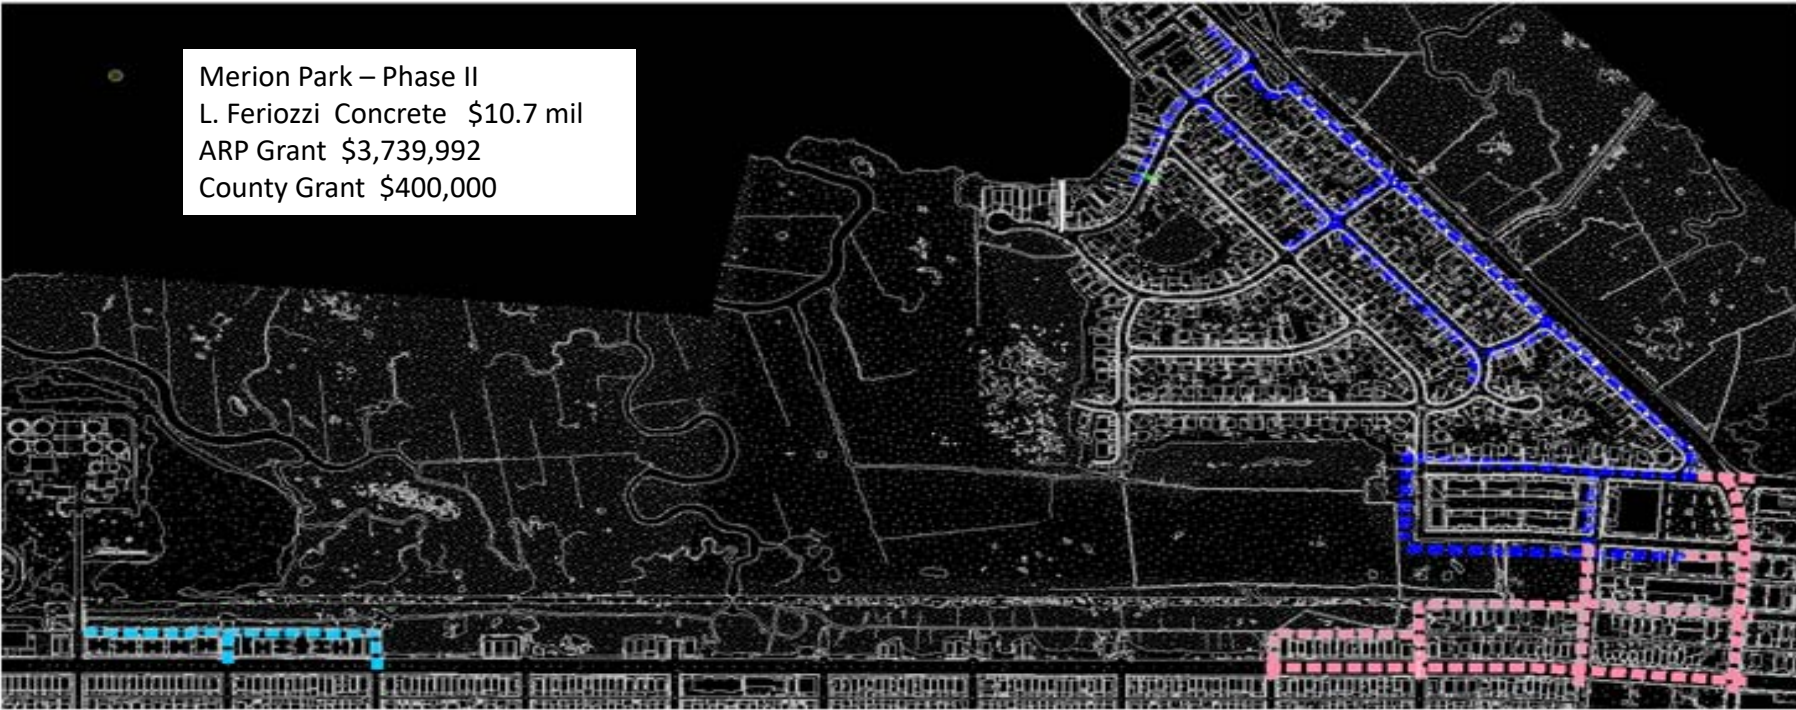 Merion Park – Phase II
L. Feriozzi Concrete $10.7 mil
ARP Grant $3,739,992
County Grant $400,000